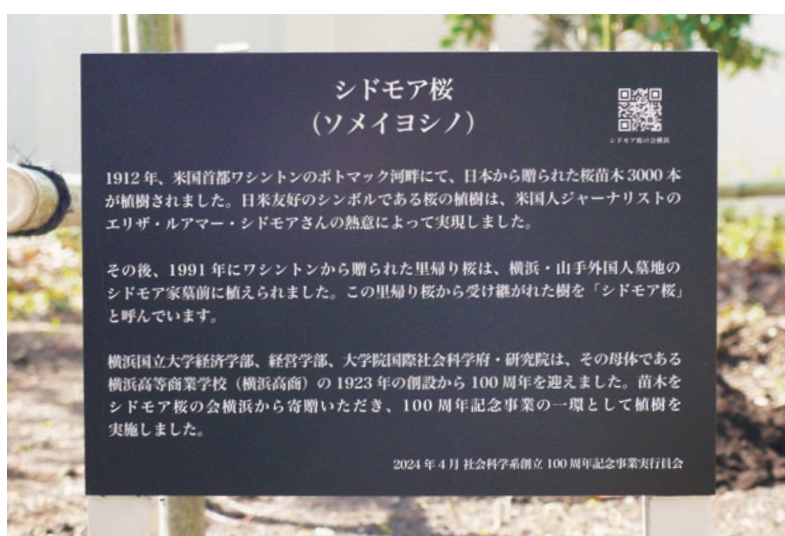 シドモア桜
（ソメイヨシノ）
シドモア桜の会横浜
1912年、米国首都ワシントンのポトマック河畔にて、日本から贈られた桜苗木3000本
が植樹されました。日米友好のシンボルである桜の植樹は、米国人ジャーナリストの
エリザ・ルアマー・シドモアさんの熱意によって実現しました。
その後、1991年にワシントンから贈られた里帰り桜は、横浜・山手外国人墓地の
シドモア家墓前に植えられました。この里帰り桜から受け継がれた樹を「シドモア桜」
と呼んでいます。
横浜国立大学経済学部、経営学部、大学院国際社会科学府・研究院は、その母体である
横浜高等商業学校（横浜高商）の1923年の創設から100周年を迎えました。苗木を
シドモア桜の会横浜から寄贈いただき、100周年記念事業の一環として植樹を
実施しました。
2024年4月 社会科学系創立100周年記念事業実行員会